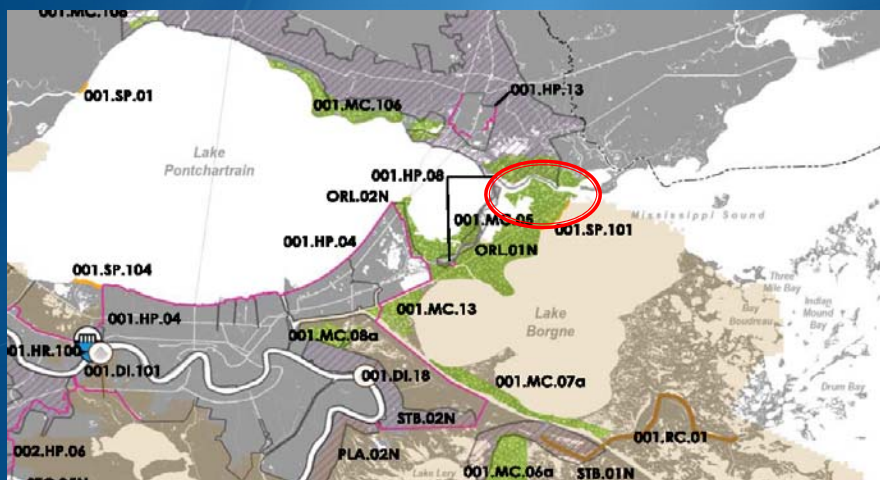 001.MC.108
001.SP.01
001.HP.13
001.MC.106
Lake
Pontchartrain
001.HP.08
ORL.02N
001.MC.05
Mississippi Sound
001.HP.04
001.SP.101
ORL.01N
001.SP.104
Three
Mile Bay
Lake
Borgne
Bay
Boudreau
Indian
Mound
Bay
001.HP.04
001.MC.13
001.MC.08a
001.HR.100
001.DI.101
001.DI.18
001.MC.07a
Drum Bay
STB.02N
001.RC.01
002.HP.06
PLA.02N
Lake Lery
001.MC.06a
STB.01N